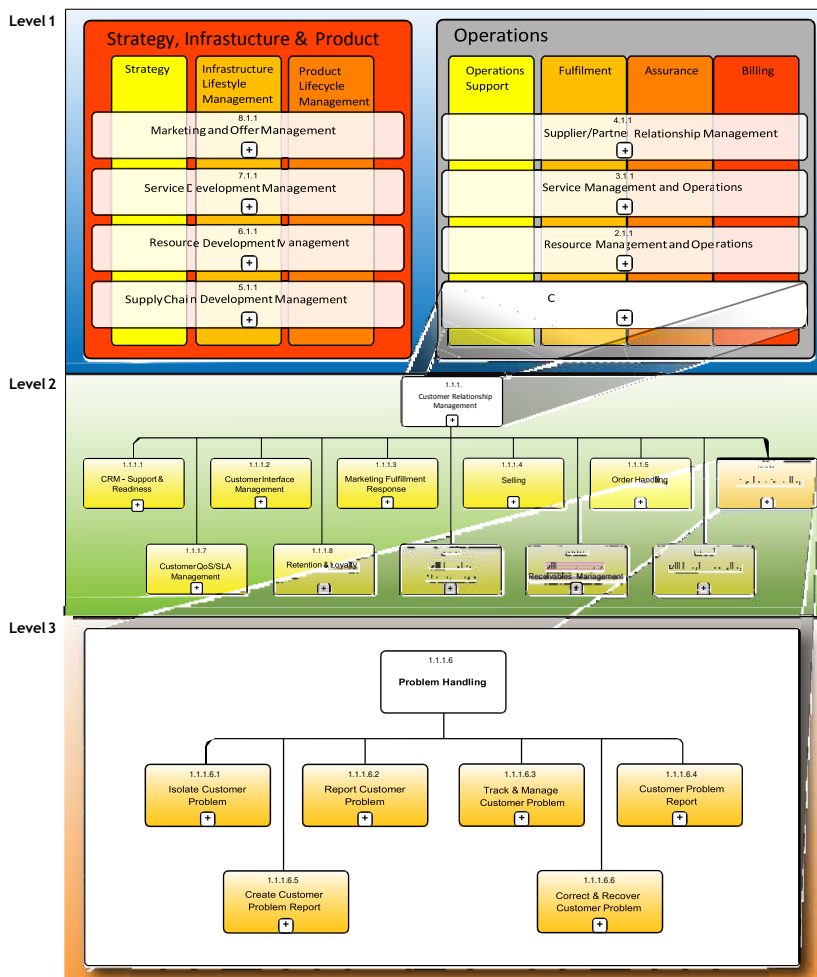 Level 1
Strategy, Infrastucture & Product
Strategy
Infrastructure
Lifestyle
Management
Product
Lifecycle
Management
8.1.1
Marketing and Offer Management
7.1.1
Service Development Management
6.1.1
Resource Development Management
5.1.1
Supply Chain Development Management
Operations
Operations
Support
Fulfilment
Assurance
Billing
4.1.1
Supplier/Partner Relationship Management
3.1.1
Service Management and Operations
2.1.1
Resource Management and Operations
C
Level 2
1.1.1.
Customer Relationship
Management
1.1.1.1
CRM – Support &
Readiness
1.1.1.2
Customer Interface
Management
1.1.1.3
Marketing Fulfillment
Response
1.1.1.4
Selling
1.1.1.5
Order Handling
1.1.1.7
Customer QoS/SLA
Management
1.1.1.8
Retention & Loyalty
Receivables Management
Level 3
1.1.1.6
Problem Handling
1.1.1.6.1
Isolate Customer
Problem
1.1.1.6.2
Report Customer
Problem
1.1.1.6.3
Track & Manage
Customer Problem
1.1.1.6.4
Customer Problem
Report
1.1.1.6.5
Create Customer
Problem Report
1.1.1.6.6
Correct & Recover
Customer Problem